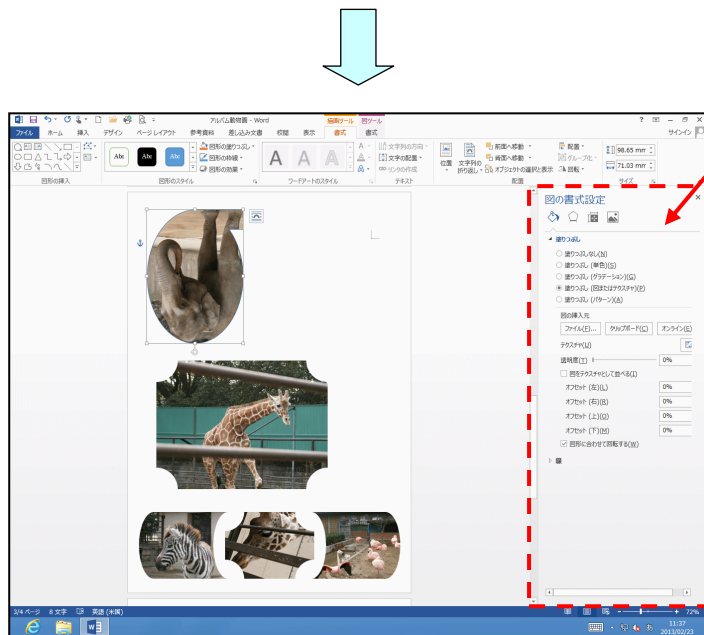 アルバム動物園 - Word
描画ツール 図ツール
サインイン
ファイル ホーム 挿入 デザイン ページ レイアウト 参考資料 差し込み文書 校閲 表示 書式 書式
Abc Abc Abc
図形の塗りつぶし
図形の枠線
図形の効果
A A A
文字列の方向
文字の配置
リンクの作成
位置
文字列の
折り返し
前面へ移動
背面へ移動
オブジェクトの選択と表示
配置
グループ化
回転
98.65 mm
71.03 mm
図形の挿入 図形のスタイル ワードアートのスタイル テキスト 配置 サイズ
図の書式設定
塗りつぶし
塗りつぶしなし(N)
塗りつぶし (単色)(S)
塗りつぶし (グラデーション)(G)
塗りつぶし (図またはテクスチャ)(P)
塗りつぶし (パターン)(A)
図の挿入元
ファイル(F)... クリップボード(C) オンライン(E)
テクスチャ(U)
透明度(T) 0%
図をテクスチャとして並べる(I)
オフセット (左)(L) 0%
オフセット (右)(R) 0%
オフセット (上)(O) 0%
オフセット (下)(M) 0%
図形に合わせて回転する(W)
線
3/4 ページ 8 文字 英語 (米国) 72%
あ 11:37
2013/02/23